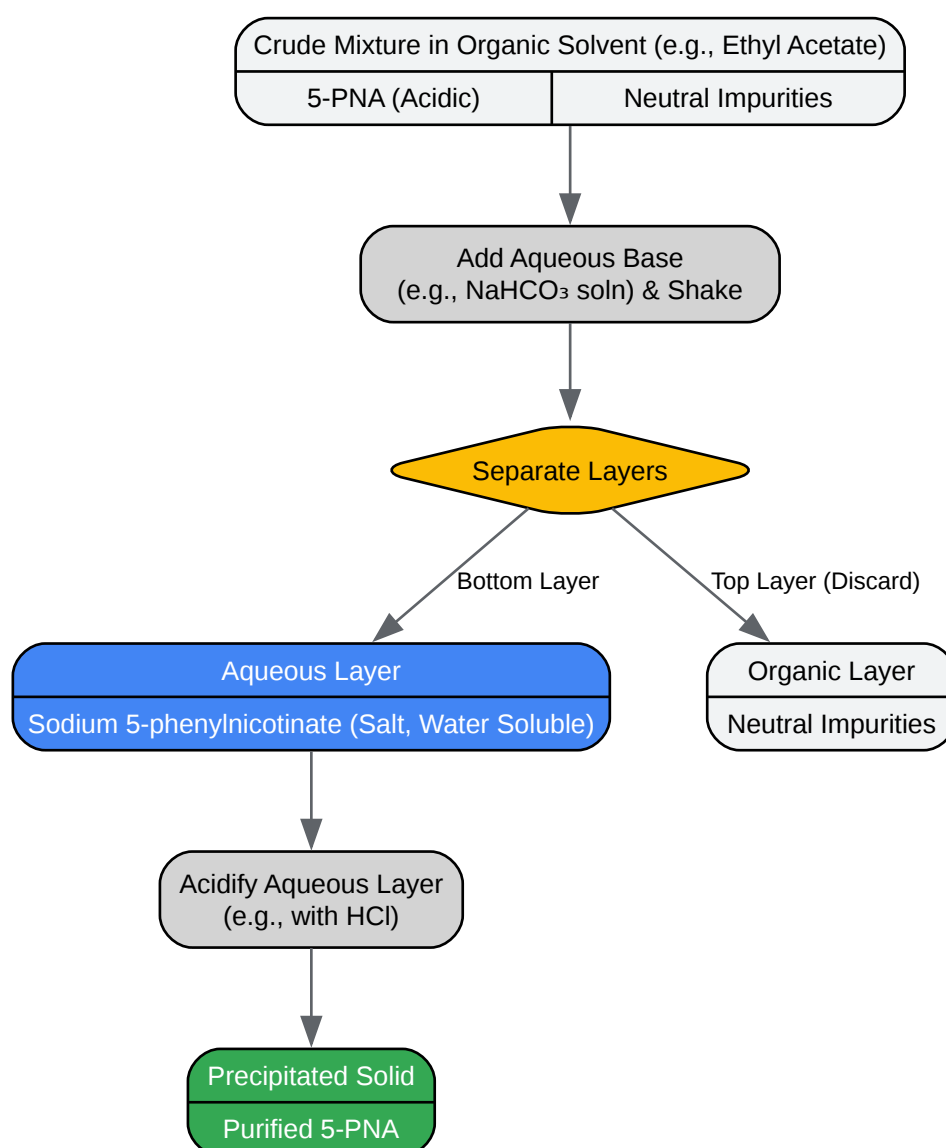 Crude Mixture in Organic Solvent (e.g., Ethyl Acetate)
5-PNA (Acidic)
Neutral Impurities
Add Aqueous Base
(e.g., NaHCO₃ soln) & Shake
Separate Layers
Bottom Layer
Top Layer (Discard)
Aqueous Layer
Sodium 5-phenylnicotinate (Salt, Water Soluble)
Organic Layer
Neutral Impurities
Acidify Aqueous Layer
(e.g., with HCl)
Precipitated Solid
Purified 5-PNA